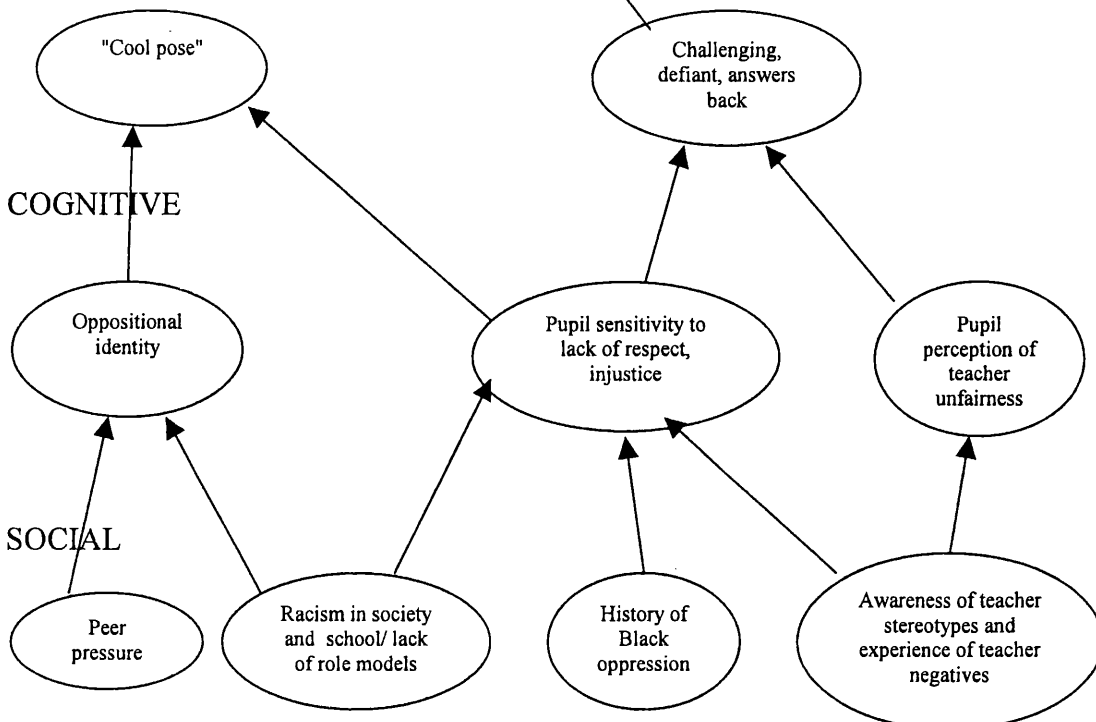 "Cool pose"
Challenging,
defiant, answers
back
COGNITIVE
Oppositional
identity
Pupil sensitivity to
lack of respect,
injustice
Pupil
perception of
teacher
unfairness
SOCIAL
Peer
pressure
Racism in society
and school/ lack
of role models
History of
Black
oppression
Awareness of teacher
stereotypes and
experience of teacher
negatives